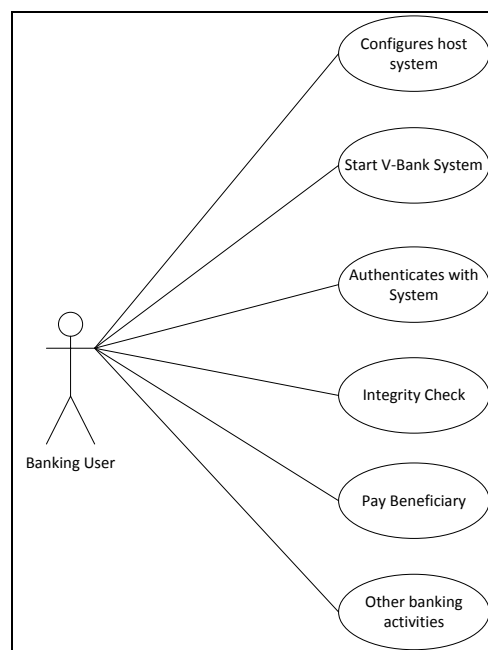 Configures host
system
Start V-Bank System
Authenticates with
System
Integrity Check
Banking User
Pay Beneficiary
Other banking
activities